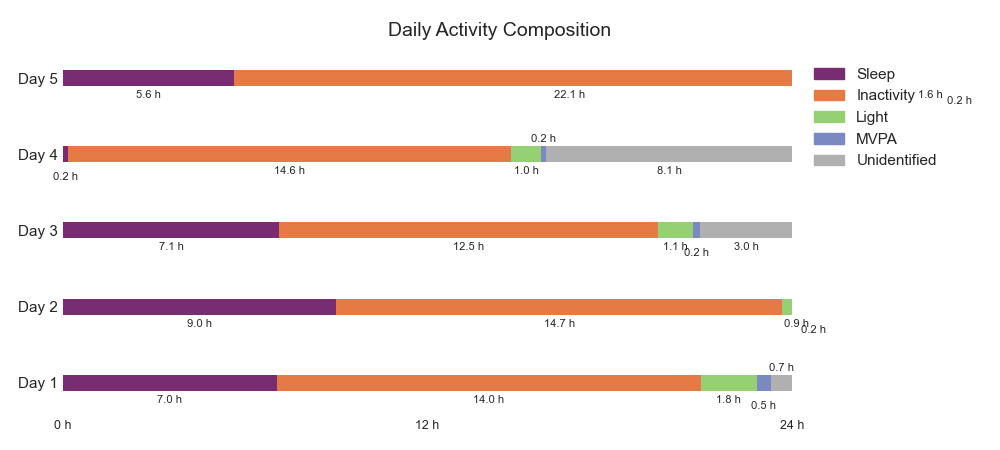 Daily Activity Composition
Day 5
5.6 h
22.1 h
1.6 h
0.2 h
Sleep
Inactivity
Light
MVPA
Unidentified
Day 4
0.2 h
14.6 h
1.0 h
0.2 h
8.1 h
Day 3
7.1 h
12.5 h
1.1 h
0.2 h
3.0 h
Day 2
9.0 h
14.7 h
0.9 h
0.2 h
Day 1
7.0 h
14.0 h
1.8 h
0.5 h
0.7 h
0 h
12 h
24 h